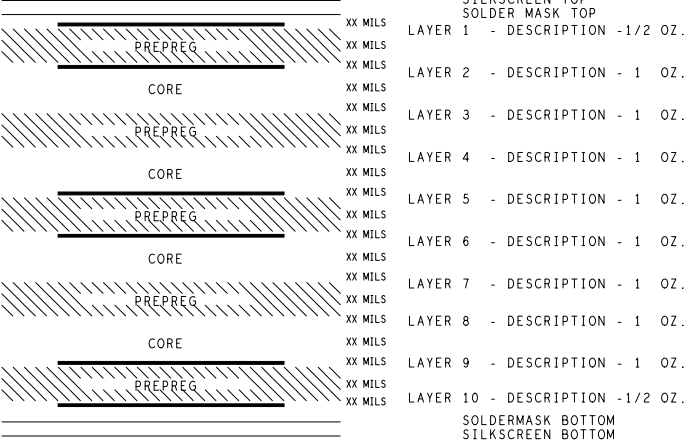 SILKSCREEN TOP
SOLDER MASK TOP
XX MILS
LAYER 1 - DESCRIPTION -1/2 OZ.
PREPREG XX MILS
XX MILS
LAYER 2 - DESCRIPTION - 1 OZ.
CORE XX MILS
XX MILS
LAYER 3 - DESCRIPTION - 1 OZ.
PREPREG XX MILS
XX MILS
LAYER 4 - DESCRIPTION - 1 OZ.
CORE XX MILS
XX MILS
LAYER 5 - DESCRIPTION - 1 OZ.
PREPREG XX MILS
XX MILS
LAYER 6 - DESCRIPTION - 1 OZ.
CORE XX MILS
XX MILS
LAYER 7 - DESCRIPTION - 1 OZ.
PREPREG XX MILS
XX MILS
LAYER 8 - DESCRIPTION - 1 OZ.
CORE XX MILS
XX MILS
LAYER 9 - DESCRIPTION - 1 OZ.
PREPREG XX MILS
XX MILS
LAYER 10 - DESCRIPTION -1/2 OZ.
SOLDERMASK BOTTOM
SILKSCREEN BOTTOM